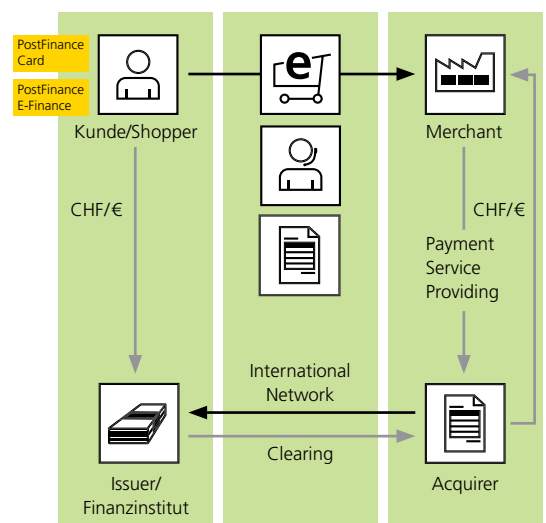 PostFinance
Card
PostFinance
E-Finance
e
Kunde/Shopper
Merchant
CHF/€
CHF/€
Payment
Service
Providing
International
Network
Clearing
Issuer/
Finanzinstitut
Acquirer